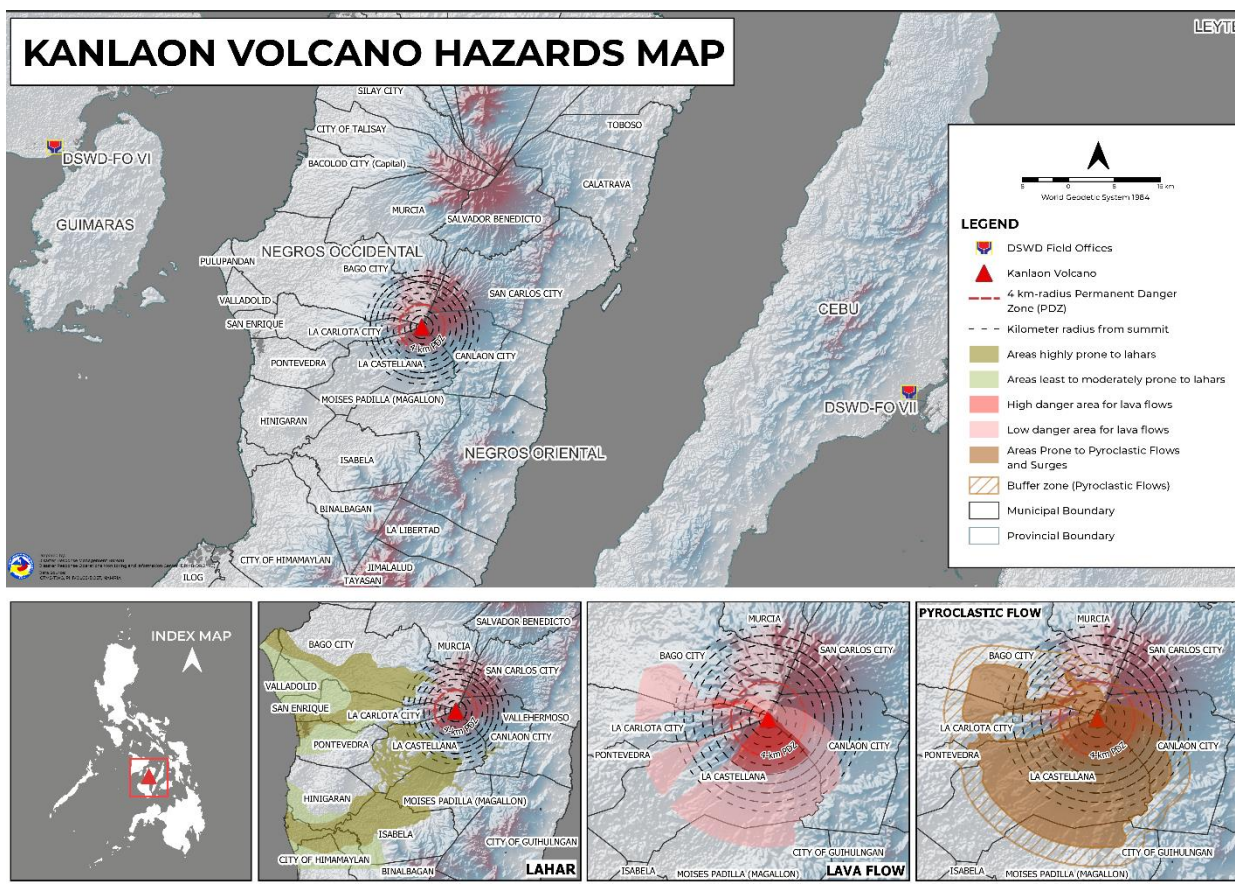 KANLAON VOLCANO HAZARDS MAP
LEYTE
SILAY CITY
CITY OF TALISAY
TOBOSO
DSWD-FO VI
BACOLOD CITY (Capital)
CALATRAVA
GUIMARAS
MURCIA
SALVADOR BENEDICTO
NEGROS OCCIDENTAL
PULUPANDAN
BAGO CITY
SAN CARLOS CITY
VALLADOLID
SAN ENRIQUE
LA CARLOTA CITY
CEBU
4 km PDZ
PONTEVEDRA
LA CASTELLANA
CANLAON CITY
MOISES PADILLA (MAGALLON)
DSWD-FO VII
HINIGARAN
ISABELA
NEGROS ORIENTAL
BINALBAGAN
LA LIBERTAD
CITY OF HIMAMAYLAN
JIMALALUD
ILOG
TAYASAN
5 0 5 10 km
World Geodetic System 1984
LEGEND
DSWD Field Offices
Kanlaon Volcano
4 km-radius Permanent Danger
Zone (PDZ)
Kilometer radius from summit
Areas highly prone to lahars
Areas least to moderately prone to lahars
High danger area for lava flows
Low danger area for lava flows
Areas Prone to Pyroclastic Flows
and Surges
Buffer zone (Pyroclastic Flows)
Municipal Boundary
Provincial Boundary
INDEX MAP
SALVADOR BENEDICTO
BAGO CITY
MURCIA
SAN CARLOS CITY
VALLADOLID
SAN ENRIQUE
LA CARLOTA CITY
VALLEHERMOSO
4 km PDZ
CANLAON CITY
PONTEVEDRA
LA CASTELLANA
HINIGARAN
MOISES PADILLA (MAGALLON)
ISABELA
CITY OF GUIHULNGAN
CITY OF HIMAMAYLAN
BINALBAGAN
LAHAR
MURCIA
SAN CARLOS CITY
BAGO CITY
LA CARLOTA CITY
PONTEVEDRA
CANLAON CITY
4 km PDZ
LA CASTELLANA
CITY OF GUIHULNGAN
ISABELA
MOISES PADILLA (MAGALLON)
LAVA FLOW
PYROCLASTIC FLOW
MURCIA
SAN CARLOS CITY
BAGO CITY
LA CARLOTA CITY
PONTEVEDRA
CANLAON CITY
4 km PDZ
LA CASTELLANA
CITY OF GUIHULNGAN
ISABELA
MOISES PADILLA (MAGALLON)